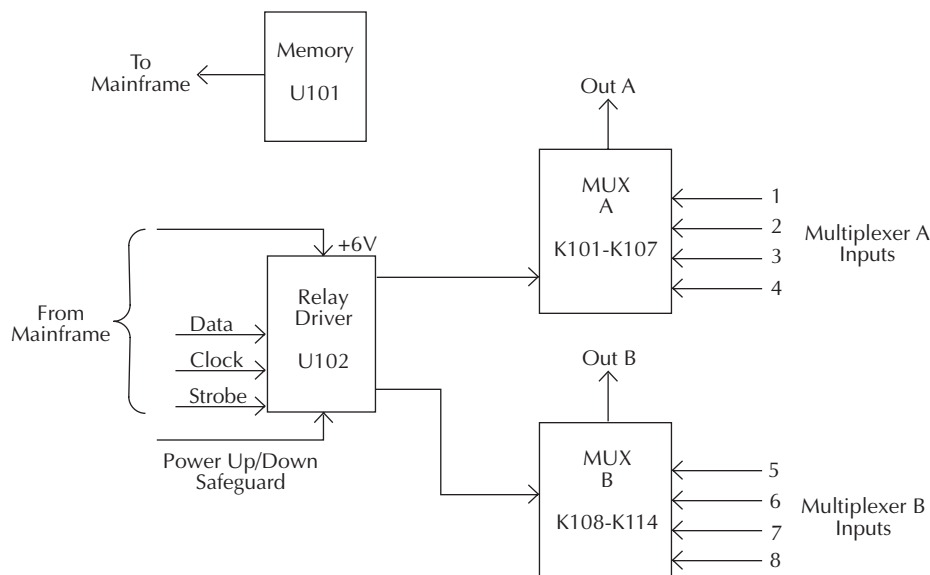 Memory
U101
To
Mainframe
Out A
MUX
A
K101-K107
1
2
3
4
Multiplexer A
Inputs
+6V
Relay
Driver
U102
From
Mainframe
Data
Clock
Strobe
Power Up/Down
Safeguard
Out B
MUX
B
K108-K114
5
6
7
8
Multiplexer B
Inputs